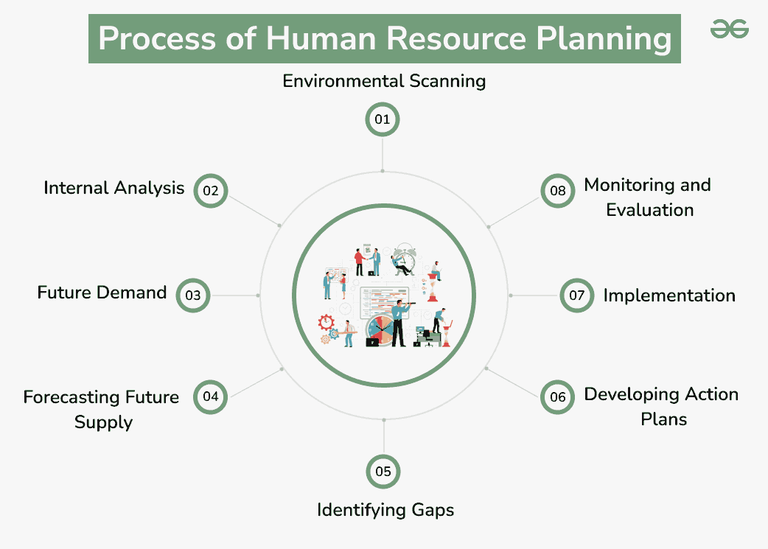 Process of Human Resource Planning
Environmental Scanning
01
Internal Analysis
02
Future Demand
03
Forecasting Future
Supply
04
05
Identifying Gaps
06
Developing Action
Plans
07
Implementation
08
Monitoring and
Evaluation